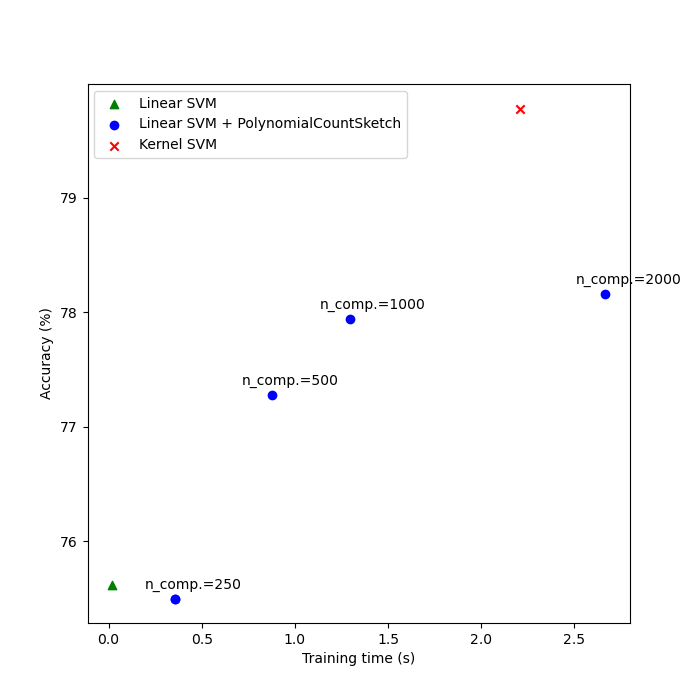 Linear SVM
Linear SVM + PolynomialCountSketch
Kernel SVM
79
n_comp.=2000
n_comp.=1000
78
Accuracy (%)
n_comp.=500
77
76
n_comp.=250
0.0 0.5 1.0 1.5 2.0 2.5
Training time (s)